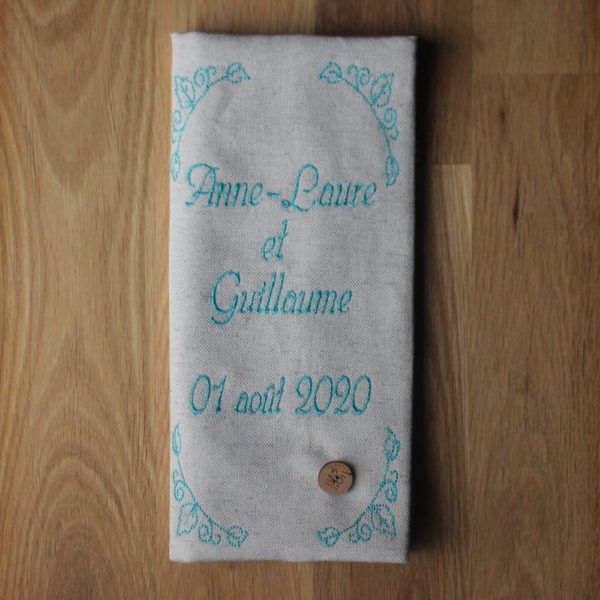 Anne-Laure
et
Guillaume
01 août 2020